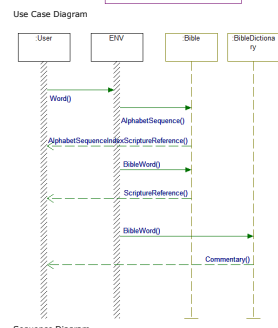 Use Case Diagram
:User
ENV
:Bible
:BibleDictiona
ry
Word()
AlphabetSequence()
AlphabetSequenceIndexScriptureReference()
BibleWord()
ScriptureReference()
BibleWord()
Commentary()
Sequence Diagram